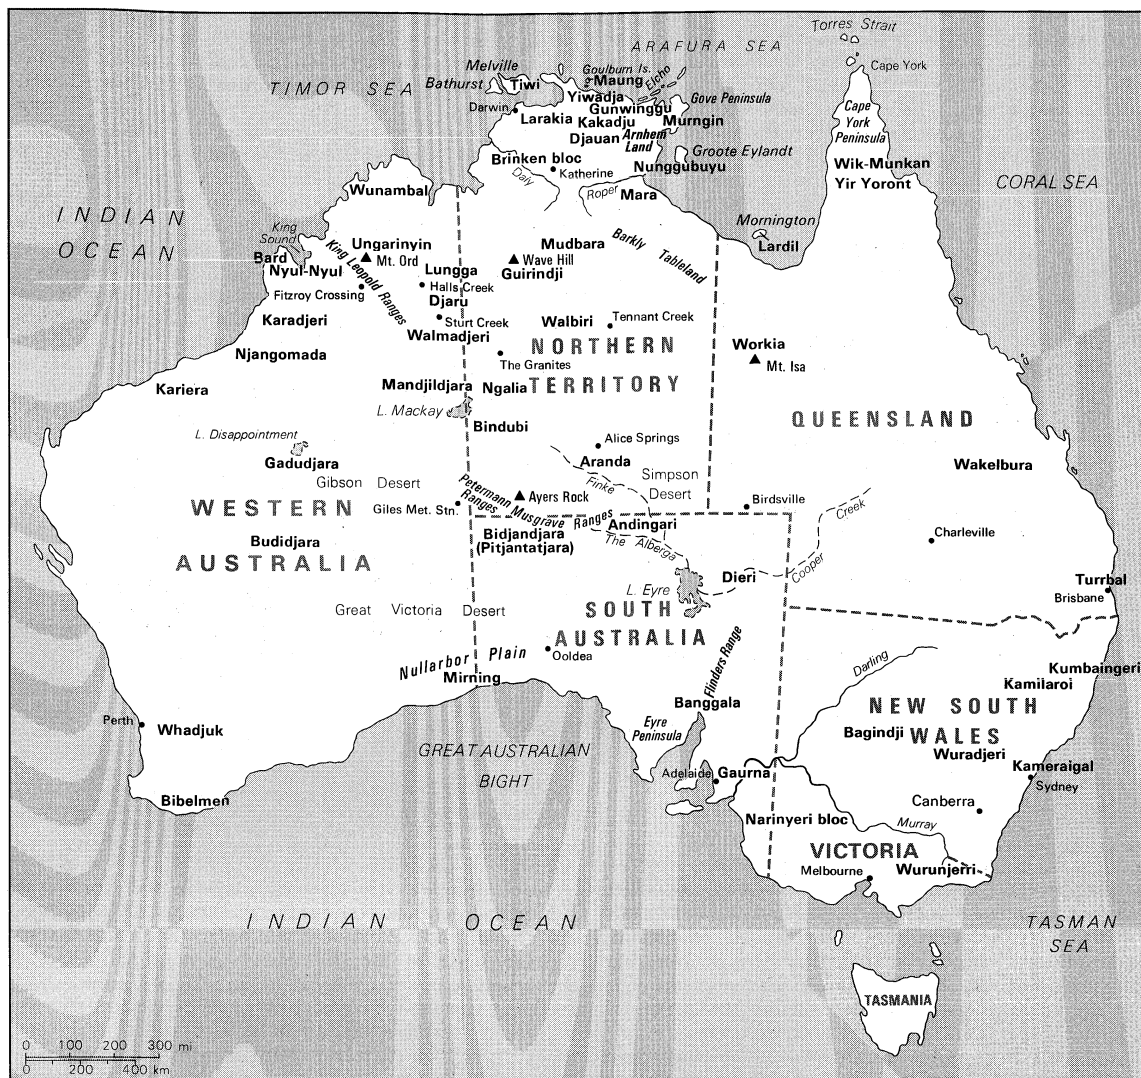 Torres Strait
ARAFURA SEA
Cape York
Melville
Goulburn Is.
Elcho
TIMOR SEA
Bathurst
Tiwi
Maung
Yiwadja
Gove Peninsula
Darwin
Larakia
Gunwinggu
Kakadju
Murngin
Cape
York
Peninsula
Djauan
Arnhem
Land
Groote Eylandt
Brinken bloc
Katherine
Nunggubuyu
Wik-Munkan
Daly
Roper
Mara
Yir Yoront
CORAL SEA
Wunambal
INDIAN
OCEAN
King
Sound
Mornington
Lardil
Bard
Nyul-Nyul
King Leopold Ranges
Ungarinyin
Mt. Ord
Mudbara
Barkly Tableland
Wave Hill
Guirindji
Lungga
Halls Creek
Fitzroy Crossing
Djaru
Karadjeri
Sturt Creek
Walbiri
Tennant Creek
Walmadjeri
NORTHERN
TERRITORY
Workia
Mt. Isa
Njangomada
The Granites
Kariera
Mandjildjara
Ngalia
L. Mackay
Bindubi
QUEENSLAND
L. Disappointment
Gadudjara
Alice Springs
Aranda
Finke
Simpson
Desert
Wakelbura
Gibson Desert
Petermann
Ranges
Ayers Rock
Musgrave Ranges
Birdsville
WESTERN
AUSTRALIA
Giles Met. Stn.
Andingari
Creek
Cooper
Budidjara
Bidjandjara
(Pitjantatjara)
The Alberga
Charleville
Dieri
L. Eyre
Turrbal
Brisbane
Great Victoria Desert
SOUTH
AUSTRALIA
Ooldea
Nullarbor Plain
Mirning
Flinders Range
Darling
Kumbaingeri
Kamilaroi
Perth
Whadjuk
Banggala
Eyre
Peninsula
NEW SOUTH
WALES
Bagindji
Wuradjeri
GREAT AUSTRALIAN
BIGHT
Adelaide
Gaurna
Kameraigal
Sydney
Bibelmen
Canberra
Narinyeri bloc
Murray
VICTORIA
Melbourne
Wurunjerri
INDIAN OCEAN
TASMAN
SEA
TASMANIA
0 100 200 300 mi
0 200 400 km